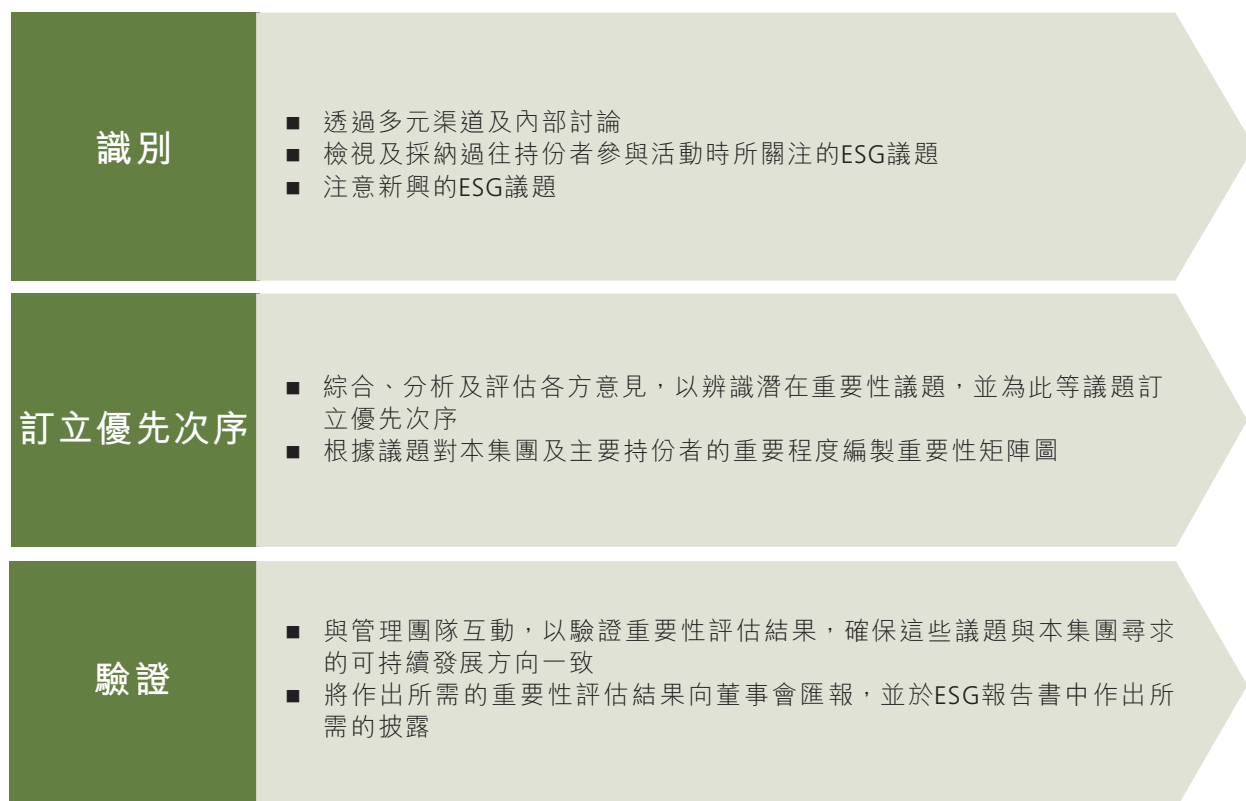 識別
■ 透過多元渠道及內部討論
■ 檢視及採納過往持份者參與活動時所關注的ESG議題
■ 注意新興的ESG議題
訂立優先次序
■ 綜合、分析及評估各方意見，以辨識潛在重要性議題，並為此等議題訂
立優先次序
■ 根據議題對本集團及主要持份者的重要程度編製重要性矩陣圖
驗證
■ 與管理團隊互動，以驗證重要性評估結果，確保這些議題與本集團尋求
的可持續發展方向一致
■ 將作出所需的重要性評估結果向董事會匯報，並於ESG報告書中作出所
需的披露